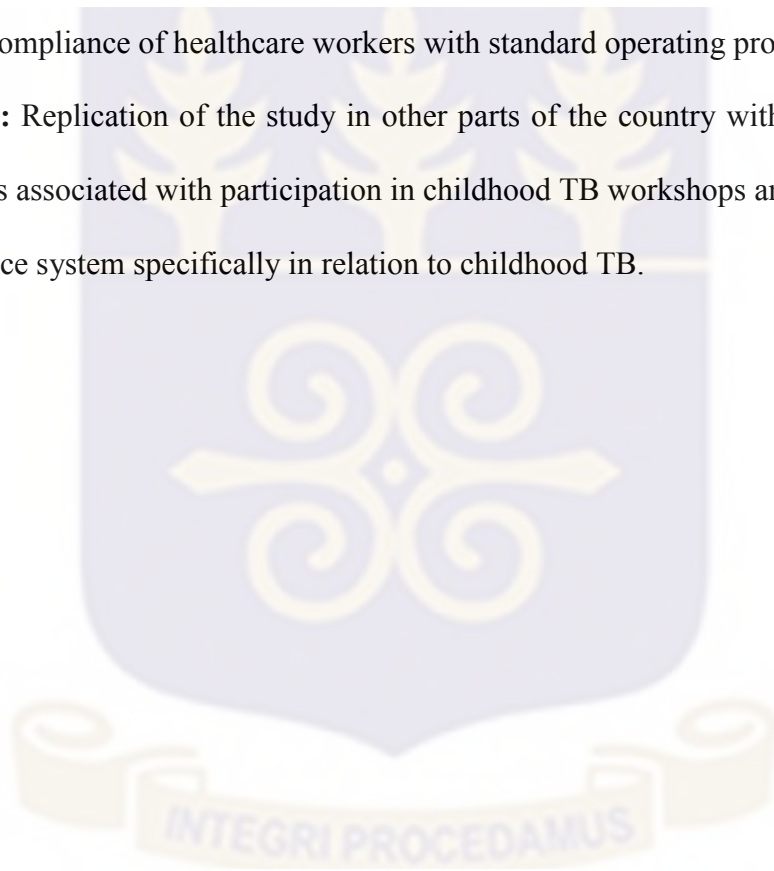 ompliance of healthcare workers with standard operating pro
: Replication of the study in other parts of the country with
s associated with participation in childhood TB workshops an
ce system specifically in relation to childhood TB.
INTEGRI PROCEDAMUS